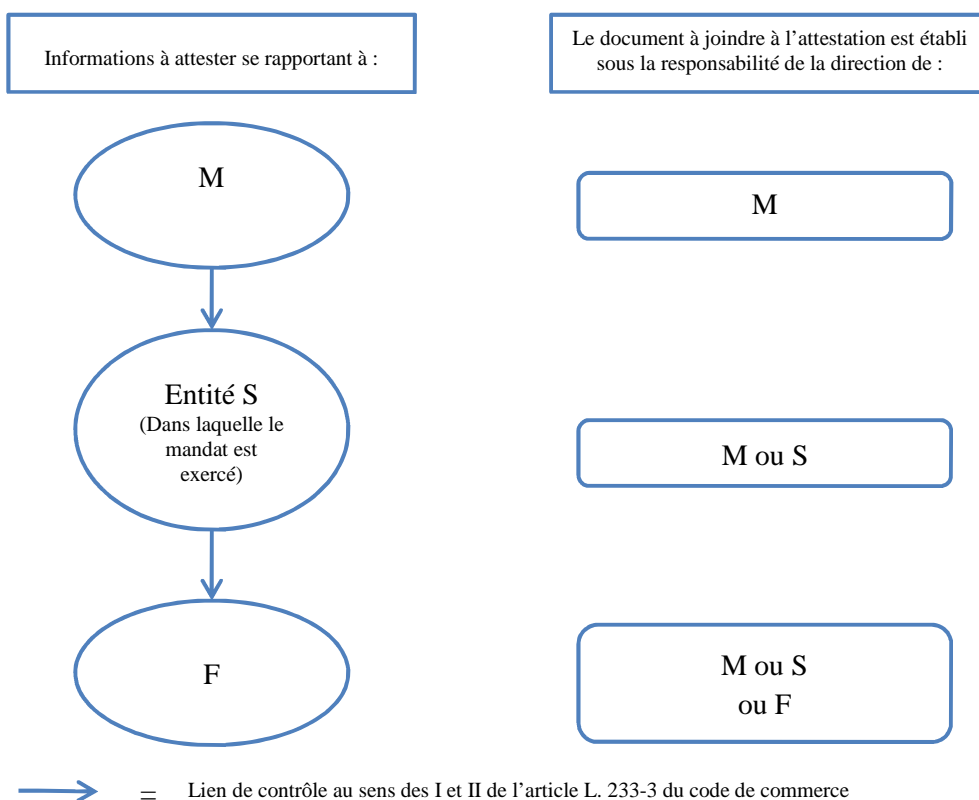 Informations à attester se rapportant à :
Le document à joindre à l'attestation est établi
sous la responsabilité de la direction de :
M
M
Entité S
(Dans laquelle le
mandat est
exercé)
M ou S
F
M ou S
ou F
= Lien de contrôle au sens des I et II de l'article L. 233-3 du code de commerce